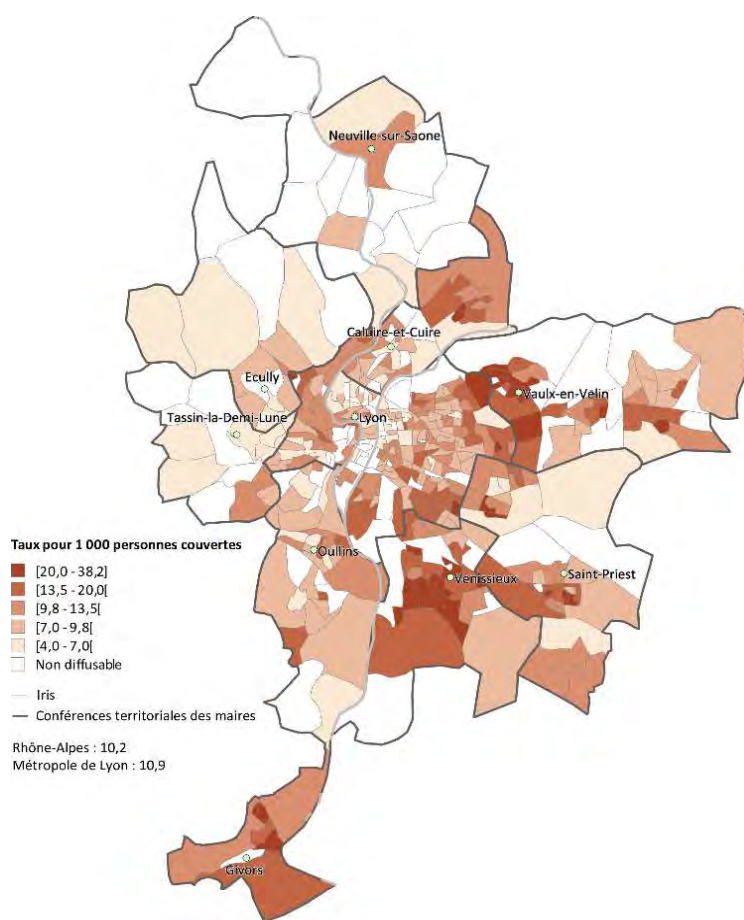 Neuville-sur-Saone
Caluire-et-Cuire
Ecully
Vaulx-en-Velin
Tassin-la-Demi-Lune
Lyon
Taux pour 1 000 personnes couvertes
[20,0 - 38,2]
[13,5 - 20,0[
[9,8 - 13,5[
[7,0 - 9,8[
[4,0 - 7,0[
Non diffusable
Iris
Conférences territoriales des maires
Rhône-Alpes : 10,2
Métropole de Lyon : 10,9
Oullins
Venissieux
Saint-Priest
Givors